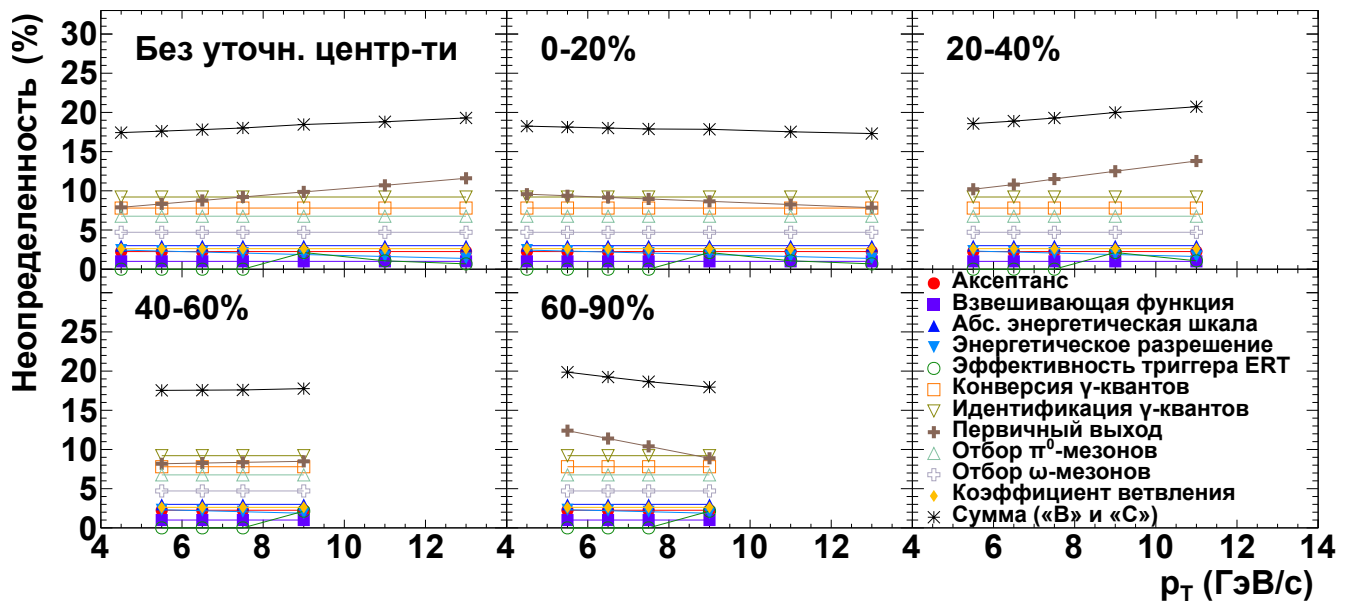 Неопределенность (%)
Без уточн. центр-ти
0-20%
20-40%
30
25
20
15
10
5
0
40-60%
60-90%
Аксептанс
Взвешивающая функция
Абс. энергетическая шкала
Энергетическое разрешение
Эффективность триггера ERT
Конверсия γ-квантов
Идентификация γ-квантов
Первичный выход
Отбор π⁰-мезонов
Отбор ω-мезонов
Коэффициент ветвления
Сумма («B» и «C»)
30
25
20
15
10
5
0
4 6 8 10 12 4 6 8 10 12 4 6 8 10 12 14
p_T (ГэВ/c)